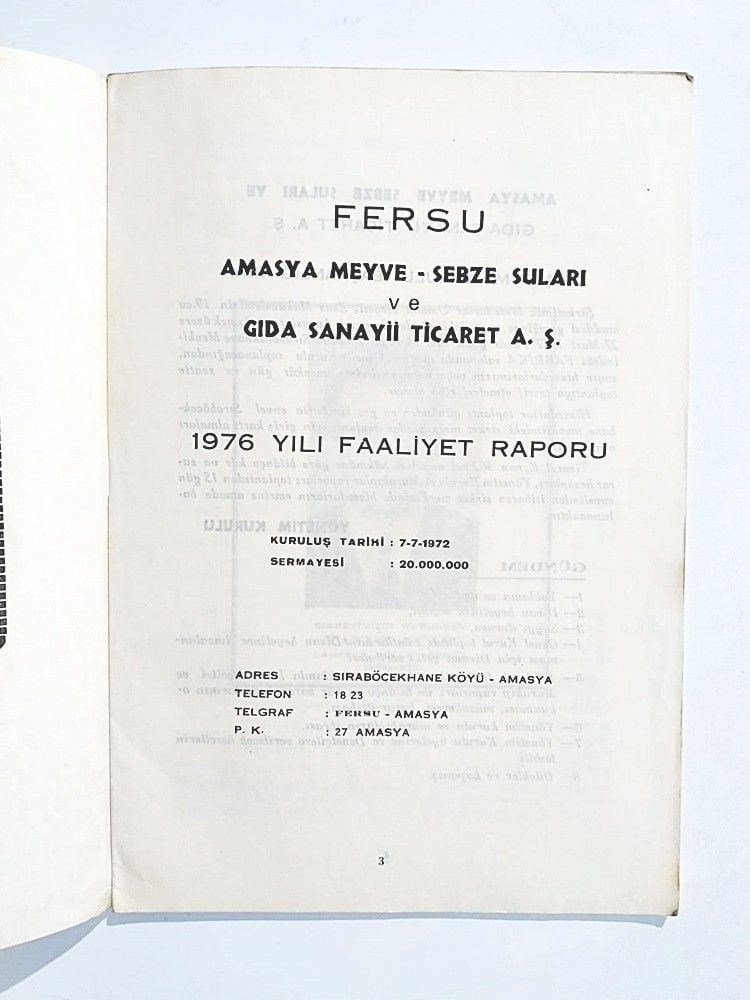 FERSU
AMASYA MEYVE - SEBZE SULARI
ve
GIDA SANAYİİ TİCARET A. Ş.
1976 YILI FAALİYET RAPORU
KURULUŞ TARİHİ : 7-7-1972
SERMAYESİ : 20.000.000
ADRES : SIRABÖCEKHANE KÖYÜ - AMASYA
TELEFON : 18 23
TELGRAF : FERSU - AMASYA
P. K. : 27 AMASYA
3